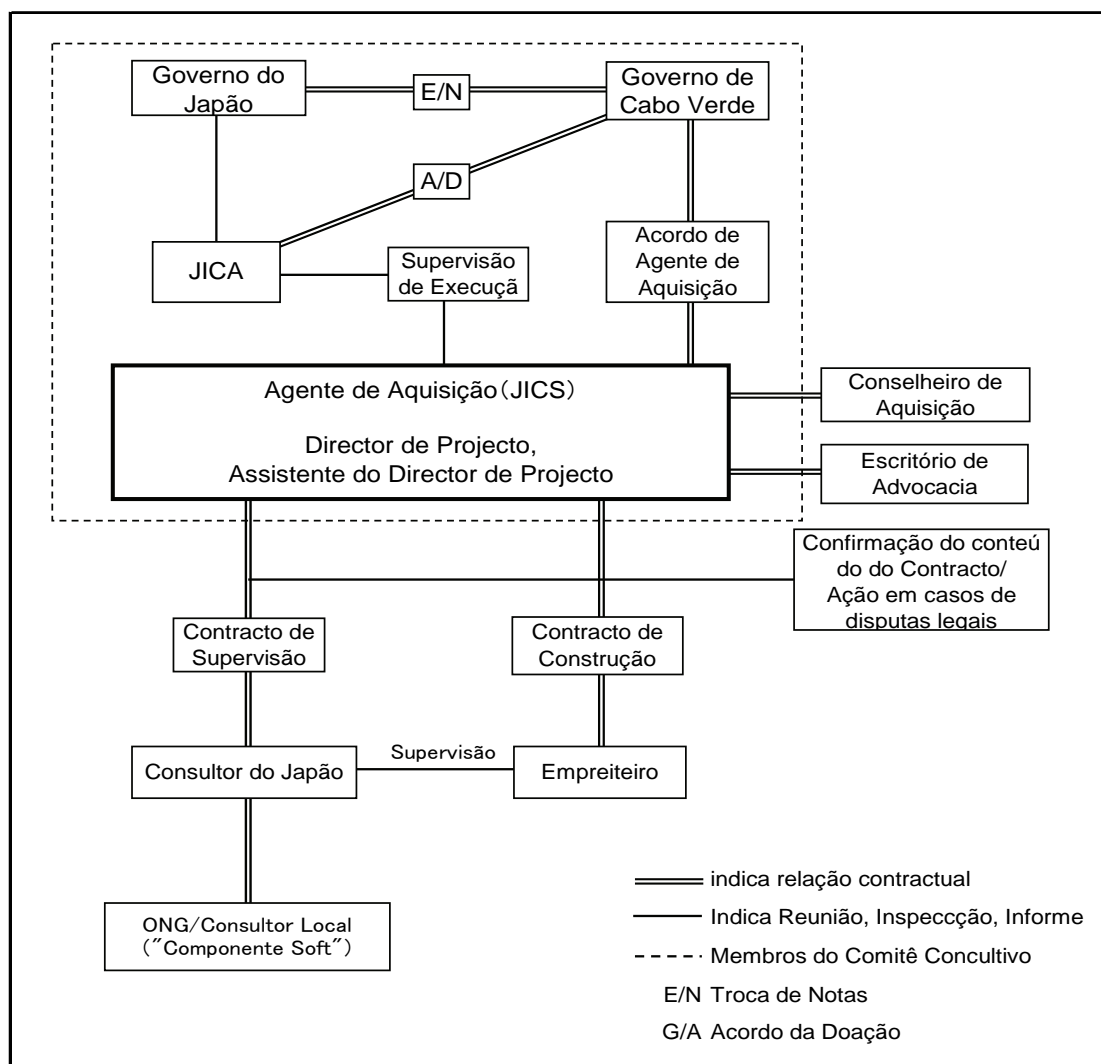 Governo do
Japão
E/N
Governo de
Cabo Verde
A/D
JICA
Supervisão
de Execuçã
Acordo de
Agente de
Aquisição
Agente de Aquisição(JICS)
Director de Projecto,
Assistente do Director de Projecto
Conselheiro de
Aquisição
Escritório de
Advocacia
Confirmação do conteú
do do Contracto/
Ação em casos de
disputas legais
Contracto de
Supervisão
Contracto de
Construção
Consultor do Japão
Supervisão
Empreiteiro
ONG/Consultor Local
("Componente Soft")
indica relação contractual
Indica Reunião, Inspeccção, Informe
Membros do Comitê Concultivo
E/N Troca de Notas
G/A Acordo da Doação